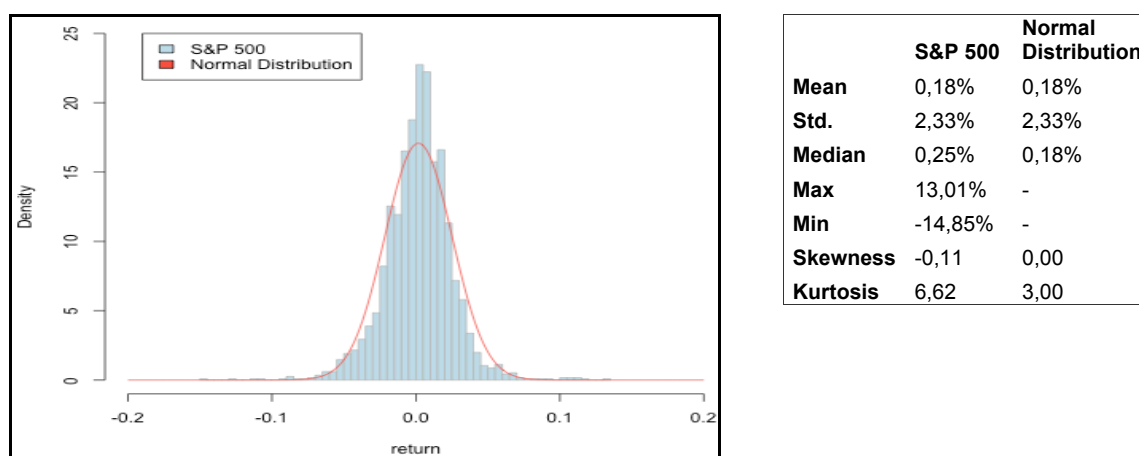 25
20
15
10
5
0
Density
S&P 500
Normal Distribution
-0.2 -0.1 0.0 0.1 0.2
return
Normal
S&P 500 Distribution
Mean 0,18% 0,18%
Std. 2,33% 2,33%
Median 0,25% 0,18%
Max 13,01% -
Min -14,85% -
Skewness -0,11 0,00
Kurtosis 6,62 3,00